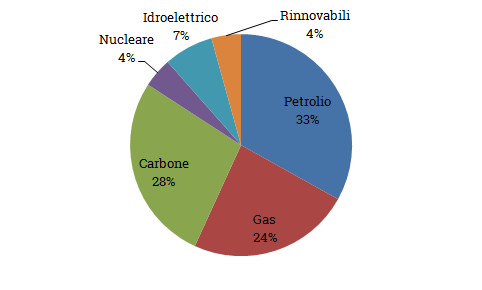 Idroelettrico
7%
Rinnovabili
4%
Nucleare
4%
Petrolio
33%
Carbone
28%
Gas
24%